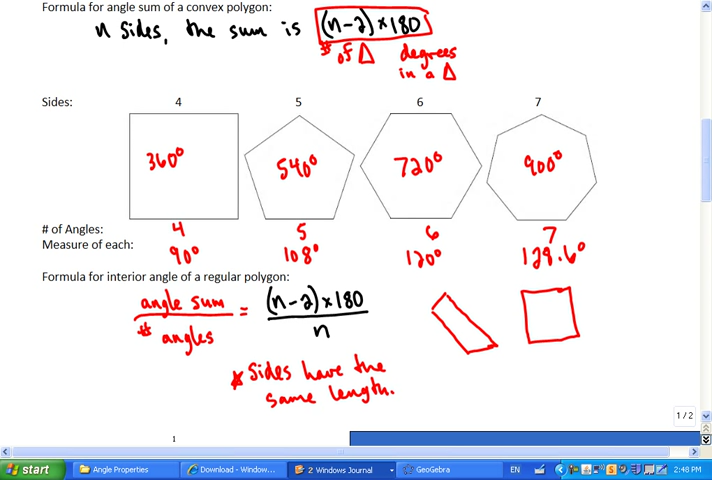 Formula for angle sum of a convex polygon:
n sides, the sum is (n-2)×180
# of Δ degrees in a Δ
Sides: 4 5 6 7
360° 540° 720° 900°
# of Angles: 4 5 6 7
Measure of each: 90° 108° 120° 128.6°
Formula for interior angle of a regular polygon:
angle sum / # angles = (n-2)×180 / n
* Sides have the
same length.
1 / 2
1
start Angle Properties Download - Window... 2 Windows Journal GeoGebra EN 2:48 PM